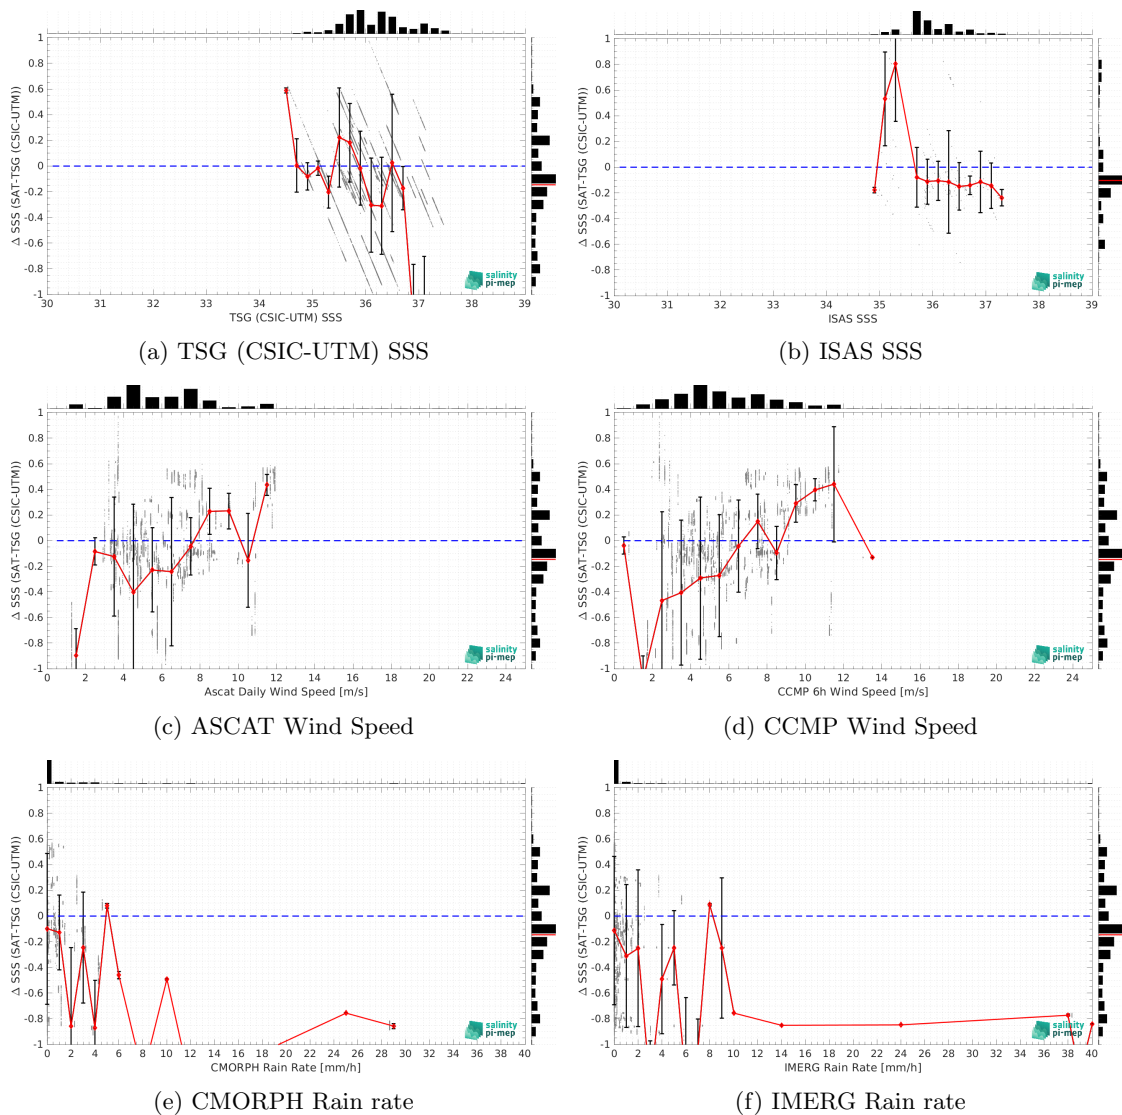 1
0.8
0.6
0.4
0.2
0
-0.2
-0.4
-0.6
-0.8
-1
Δ SSS (SAT-TSG (CSIC-UTM))
30 31 32 33 34 35 36 37 38 39
TSG (CSIC-UTM) SSS
salinity
pi-mep
(a) TSG (CSIC-UTM) SSS
1
0.8
0.6
0.4
0.2
0
-0.2
-0.4
-0.6
-0.8
-1
Δ SSS (SAT-TSG (CSIC-UTM))
30 31 32 33 34 35 36 37 38 39
ISAS SSS
salinity
pi-mep
(b) ISAS SSS
1
0.8
0.6
0.4
0.2
0
-0.2
-0.4
-0.6
-0.8
-1
Δ SSS (SAT-TSG (CSIC-UTM))
0 2 4 6 8 10 12 14 16 18 20 22 24
Ascat Daily Wind Speed [m/s]
salinity
pi-mep
(c) ASCAT Wind Speed
1
0.8
0.6
0.4
0.2
0
-0.2
-0.4
-0.6
-0.8
-1
Δ SSS (SAT-TSG (CSIC-UTM))
0 2 4 6 8 10 12 14 16 18 20 22 24
CCMP 6h Wind Speed [m/s]
salinity
pi-mep
(d) CCMP Wind Speed
1
0.8
0.6
0.4
0.2
0
-0.2
-0.4
-0.6
-0.8
-1
Δ SSS (SAT-TSG (CSIC-UTM))
0 2 4 6 8 10 12 14 16 18 20 22 24 26 28 30 32 34 36 38 40
CMORPH Rain Rate [mm/h]
salinity
pi-mep
(e) CMORPH Rain rate
1
0.8
0.6
0.4
0.2
0
-0.2
-0.4
-0.6
-0.8
-1
Δ SSS (SAT-TSG (CSIC-UTM))
0 2 4 6 8 10 12 14 16 18 20 22 24 26 28 30 32 34 36 38 40
IMERG Rain Rate [mm/h]
salinity
pi-mep
(f) IMERG Rain rate